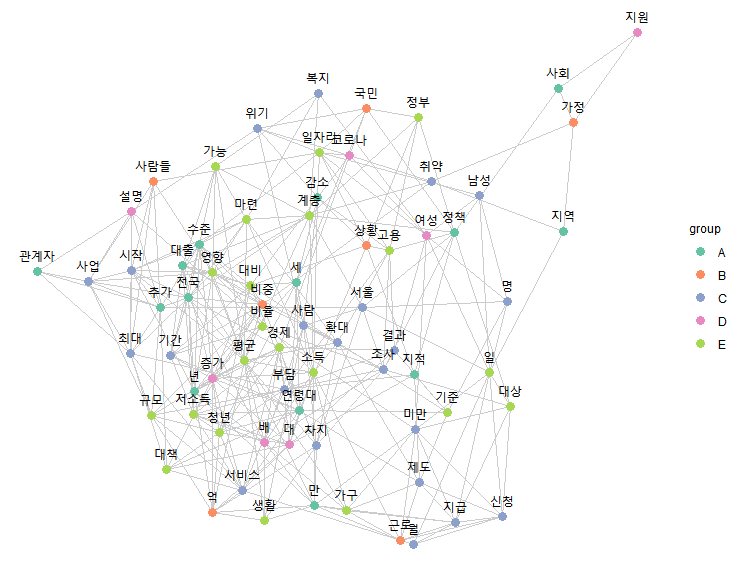 지원
사회
복지
국민
정부
가정
위기
일자리
코로나
가능
취약
사람들
감소
남성
설명
마련
계층
여성
정책
지역
수준
상황
고용
group
관계자
사업
시작
대출
영향
대비
세
A
전국
B
추가
비중
서울
명
C
비율
사람
D
최대
기간
경제
확대
결과
E
증가
평균
소득
조사
지적
일
년
부담
규모
저소득
연령대
기준
대상
청년
배
대
차지
미만
대책
서비스
제도
억
생활
만
가구
지급
신청
근로
월